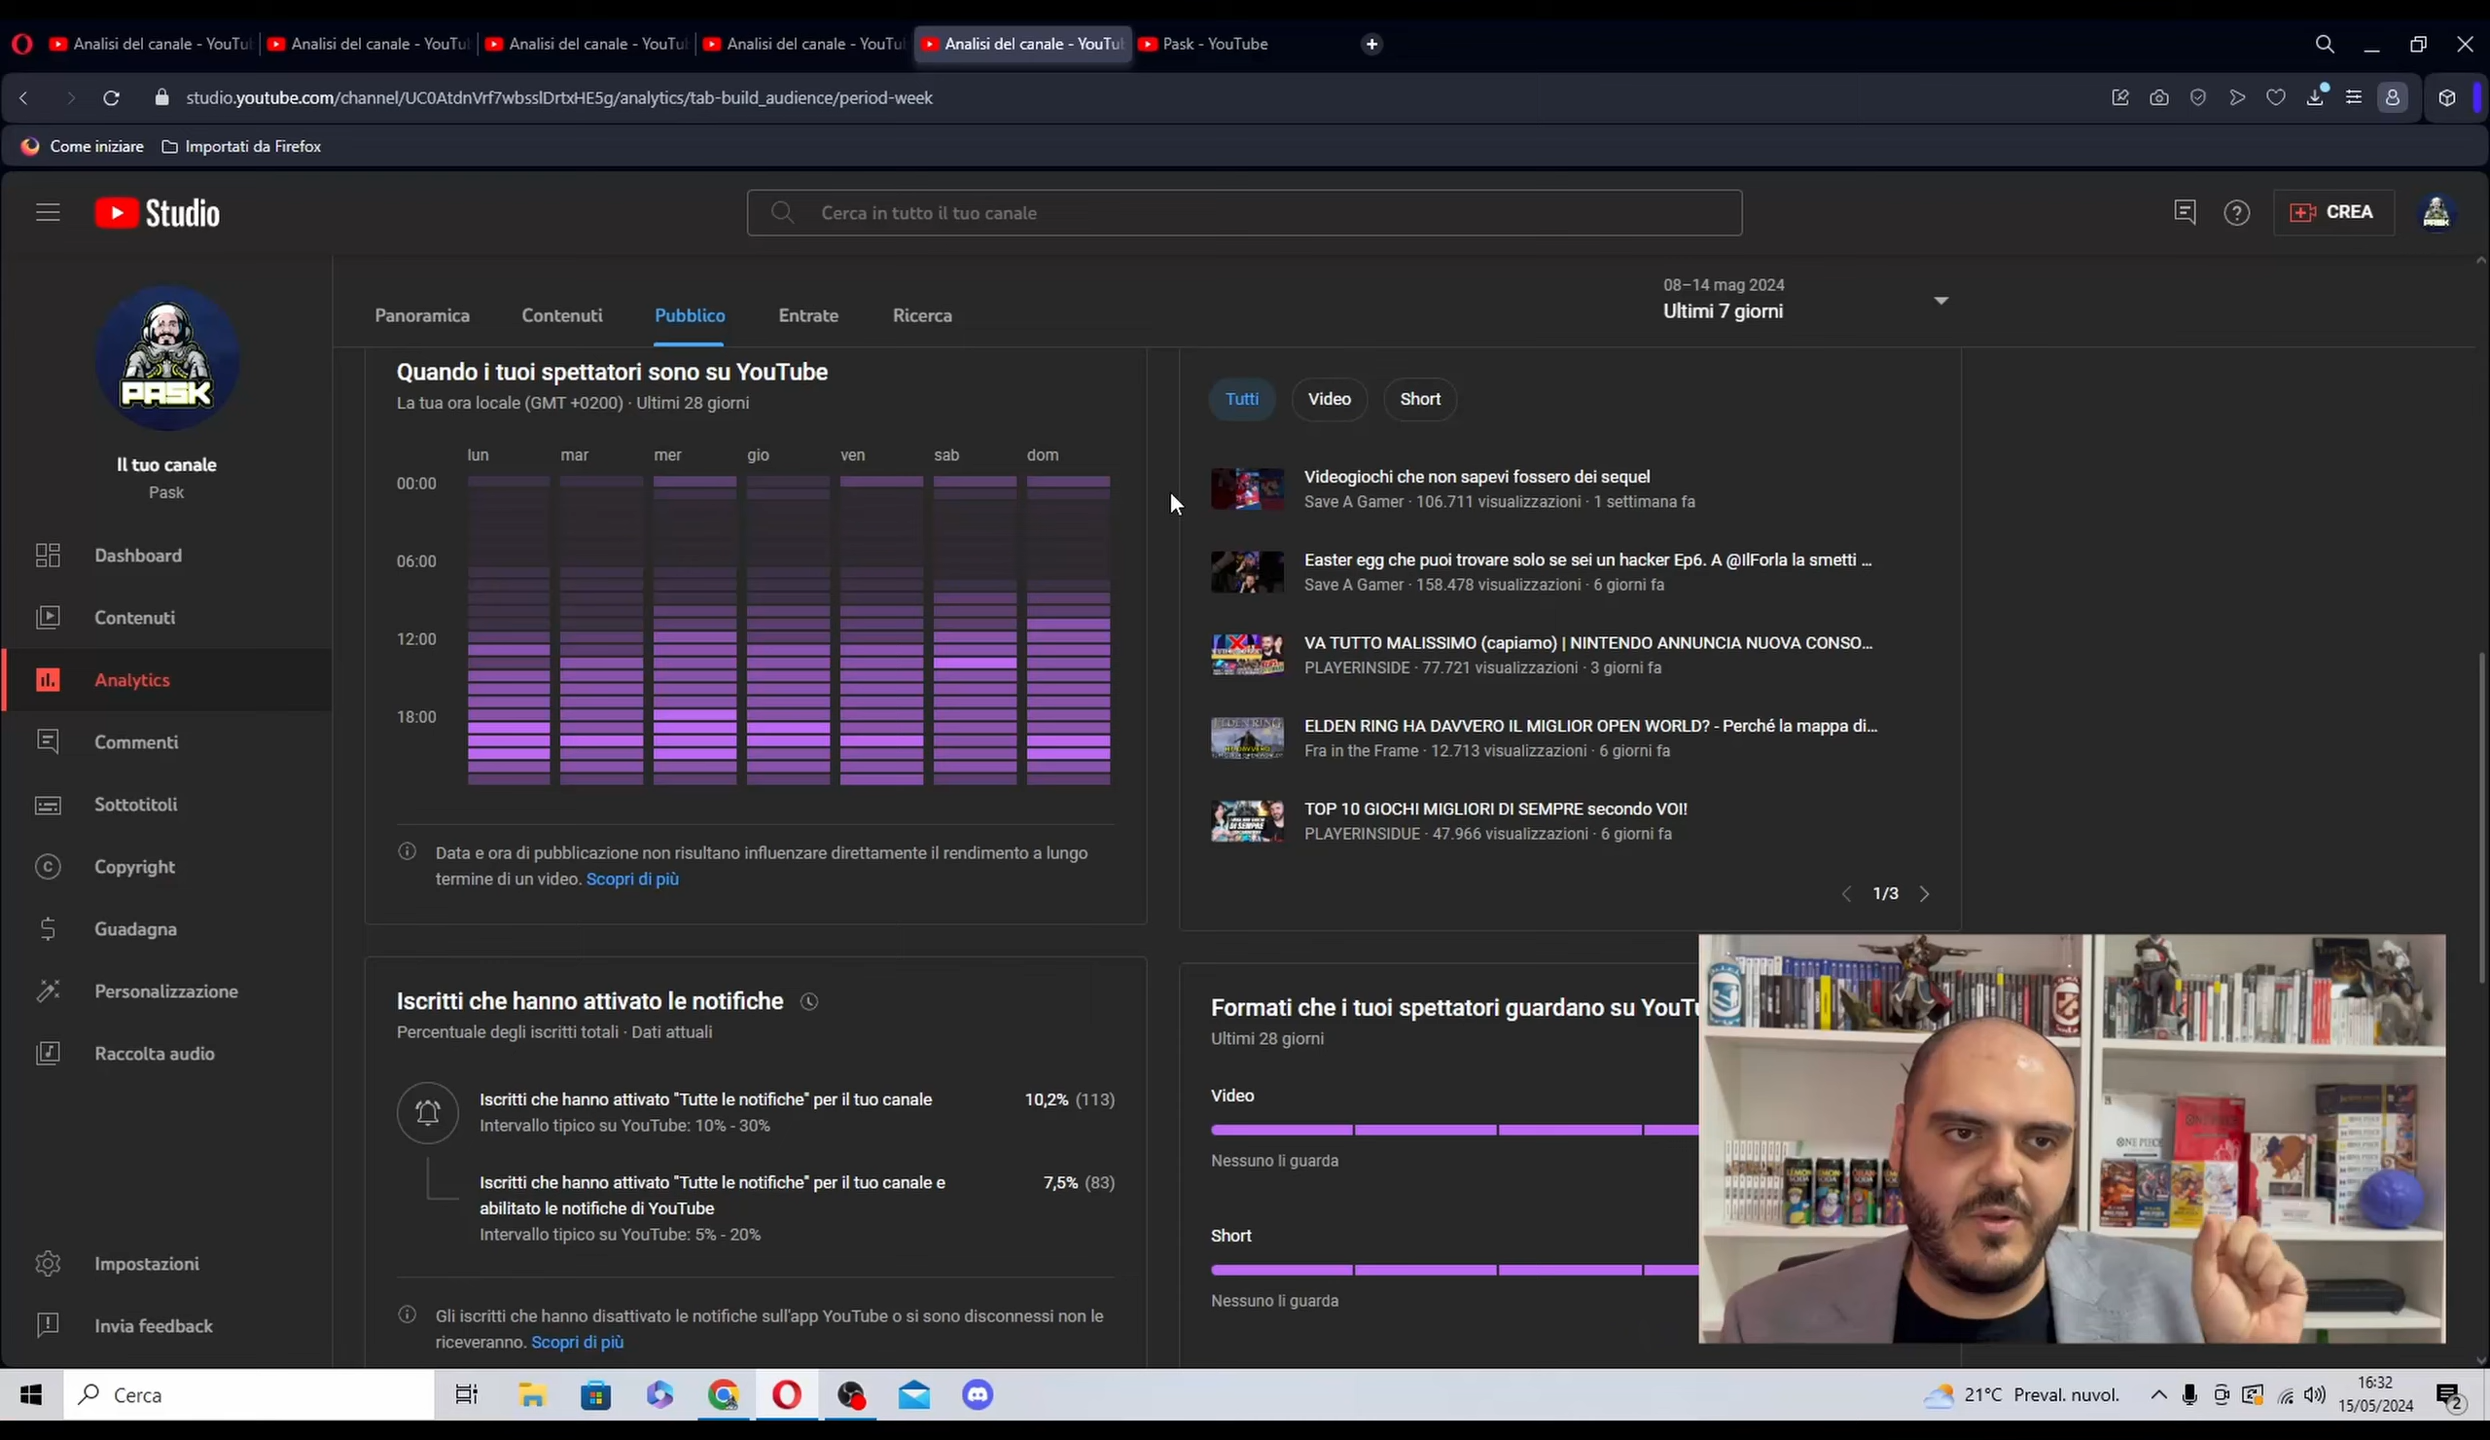 Analisi del canale - YouTu
Analisi del canale - YouTu
Analisi del canale - YouTu
Analisi del canale - YouTu
Analisi del canale - YouTub
Pask - YouTube
studio.youtube.com/channel/UC0AtdnVrf7wbsslDrtxHE5g/analytics/tab-build_audience/period-week
Come iniziare
Importati da Firefox
Studio
Cerca in tutto il tuo canale
CREA
PASK
Il tuo canale
Pask
Dashboard
Contenuti
Analytics
Commenti
Sottotitoli
Copyright
Guadagna
Personalizzazione
Raccolta audio
Impostazioni
Invia feedback
Panoramica
Contenuti
Pubblico
Entrate
Ricerca
08–14 mag 2024
Ultimi 7 giorni
Quando i tuoi spettatori sono su YouTube
La tua ora locale (GMT +0200) · Ultimi 28 giorni
lun mar mer gio ven sab dom
00:00
06:00
12:00
18:00
Data e ora di pubblicazione non risultano influenzare direttamente il rendimento a lungo
termine di un video. Scopri di più
Tutti
Video
Short
Videogiochi che non sapevi fossero dei sequel
Save A Gamer · 106.711 visualizzazioni · 1 settimana fa
Easter egg che puoi trovare solo se sei un hacker Ep6. A @IlForla la smetti ...
Save A Gamer · 158.478 visualizzazioni · 6 giorni fa
VA TUTTO MALISSIMO (capiamo) | NINTENDO ANNUNCIA NUOVA CONSO...
PLAYERINSIDE · 77.721 visualizzazioni · 3 giorni fa
ELDEN RING HA DAVVERO IL MIGLIOR OPEN WORLD? - Perché la mappa di...
Fra in the Frame · 12.713 visualizzazioni · 6 giorni fa
TOP 10 GIOCHI MIGLIORI DI SEMPRE secondo VOI!
PLAYERINSIDUE · 47.966 visualizzazioni · 6 giorni fa
1/3
Iscritti che hanno attivato le notifiche
Percentuale degli iscritti totali · Dati attuali
Iscritti che hanno attivato "Tutte le notifiche" per il tuo canale
10,2% (113)
Intervallo tipico su YouTube: 10% - 30%
Iscritti che hanno attivato "Tutte le notifiche" per il tuo canale e
abilitato le notifiche di YouTube
7,5% (83)
Intervallo tipico su YouTube: 5% - 20%
Gli iscritti che hanno disattivato le notifiche sull'app YouTube o si sono disconnessi non le
riceveranno. Scopri di più
Formati che i tuoi spettatori guardano su YouTu
Ultimi 28 giorni
Video
Nessuno li guarda
Short
Nessuno li guarda
ONE PIECE
ONE PIECE
Cerca
21°C Preval. nuvol.
16:32
15/05/2024
2